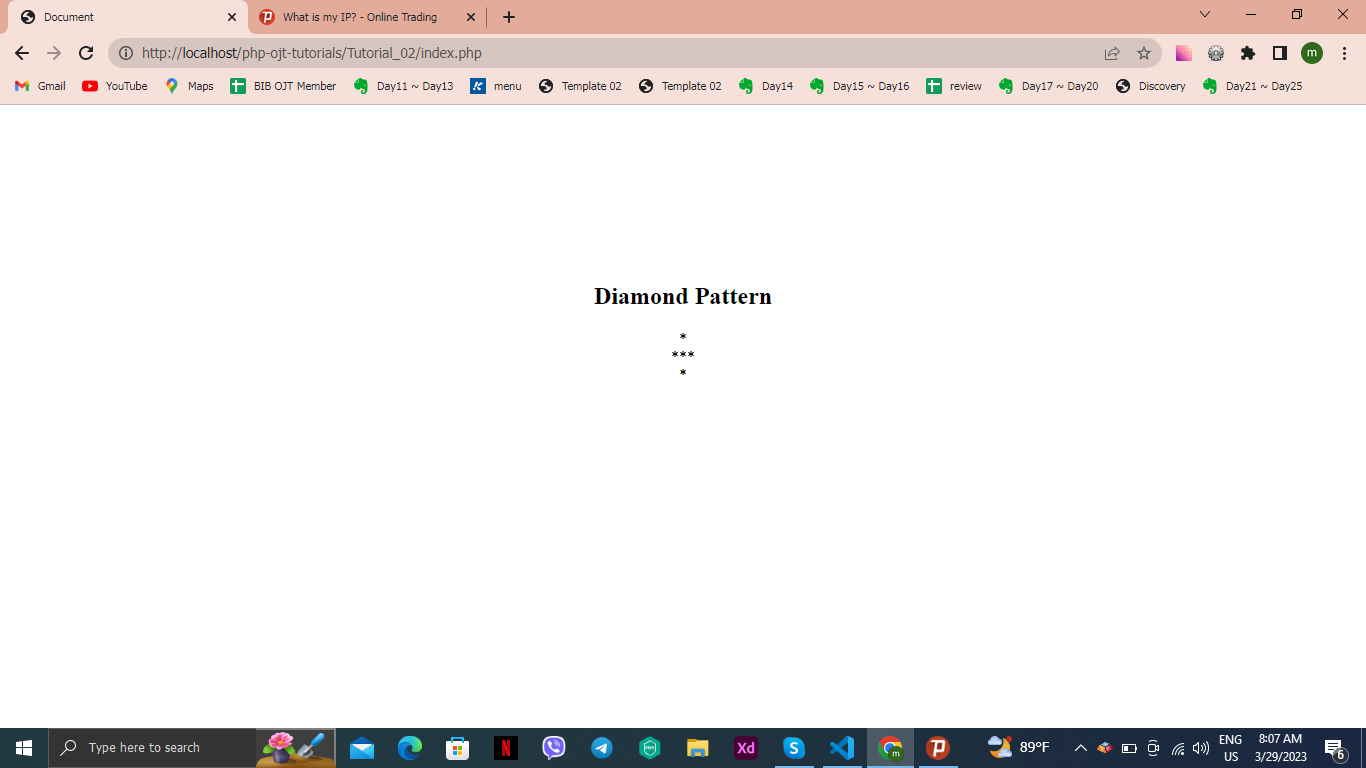 Document
What is my IP? - Online Trading
http://localhost/php-ojt-tutorials/Tutorial_02/index.php
m
Gmail YouTube Maps BIB OJT Member Day11 ~ Day13 menu Template 02 Template 02 Day14 Day15 ~ Day16 review Day17 ~ Day20 Discovery Day21 ~ Day25
Diamond Pattern
*
***
*
Type here to search
N
Xd
S
m
P
89°F
ENG
US
8:07 AM
3/29/2023
6